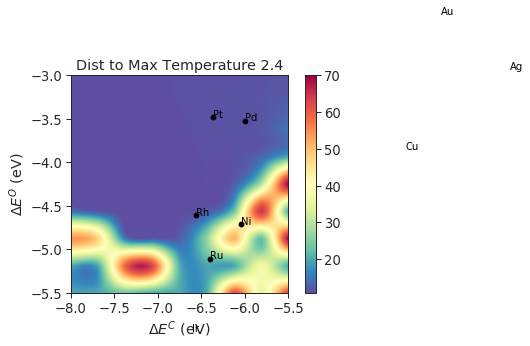 Au
Ag
Dist to Max Temperature 2.4
−3.0
−3.5
−4.0
−4.5
−5.0
−5.5
ΔE^O (eV)
Pt
Pd
Cu
Rh
Ni
Ru
70
60
50
40
30
20
−8.0 −7.5 −7.0 −6.5 −6.0 −5.5
ΔE^C (eV)
Ir